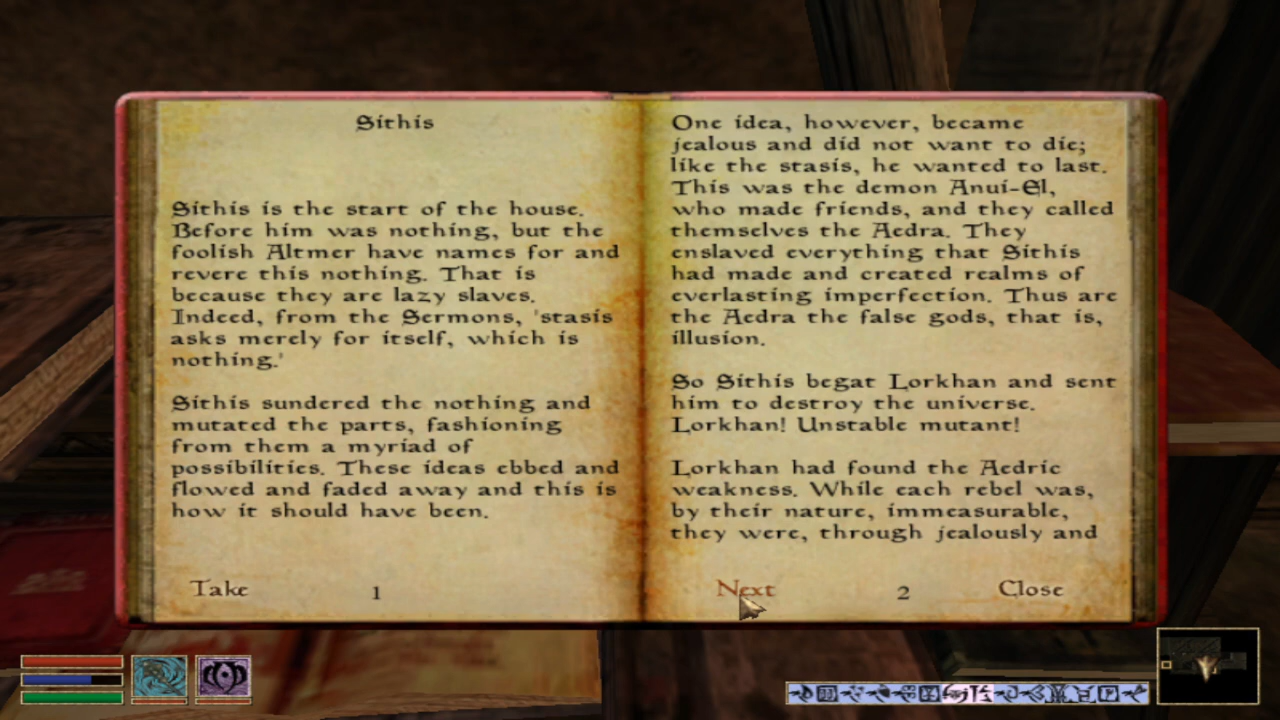 Sithis
Sithis is the start of the house.
Before him was nothing, but the
foolish Altmer have names for and
revere this nothing. That is
because they are lazy slaves.
Indeed, from the Sermons, 'stasis
asks merely for itself, which is
nothing.'
Sithis sundered the nothing and
mutated the parts, fashioning
from them a myriad of
possibilities. These ideas ebbed and
flowed and faded away and this is
how it should have been.
One idea, however, became
jealous and did not want to die;
like the stasis, he wanted to last.
This was the demon Anui-El,
who made friends, and they called
themselves the Aedra. They
enslaved everything that Sithis
had made and created realms of
everlasting imperfection. Thus are
the Aedra the false gods, that is,
illusion.
So Sithis begat Lorkhan and sent
him to destroy the universe.
Lorkhan! Unstable mutant!
Lorkhan had found the Aedric
weakness. While each rebel was,
by their nature, immeasurable,
they were, through jealously and
Take 1 Next 2 Close